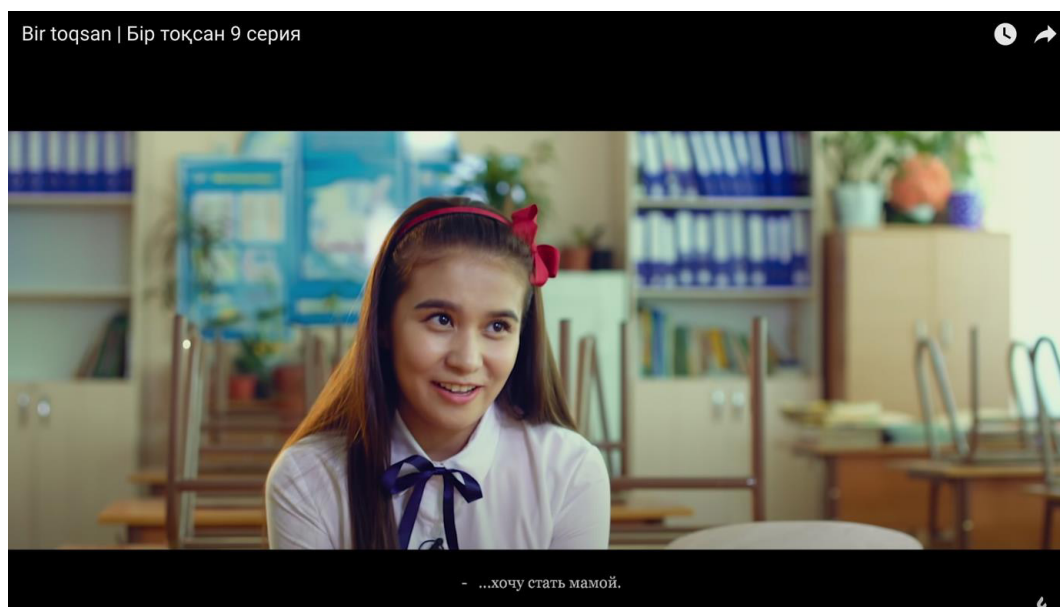 Bir toqsan | Бір тоқсан 9 серия
- ...хочу стать мамой.